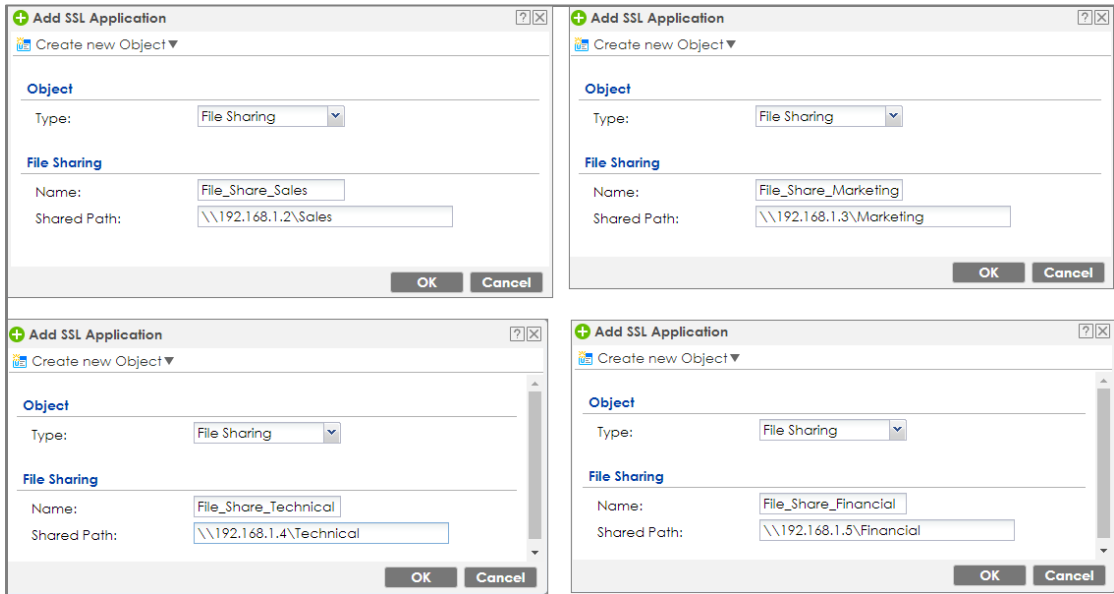 Add SSL Application
Create new Object
Object
Type: File Sharing
File Sharing
Name: File_Share_Sales
Shared Path: \\192.168.1.2\Sales
OK Cancel
Add SSL Application
Create new Object
Object
Type: File Sharing
File Sharing
Name: File_Share_Marketing
Shared Path: \\192.168.1.3\Marketing
OK Cancel
Add SSL Application
Create new Object
Object
Type: File Sharing
File Sharing
Name: File_Share_Technical
Shared Path: \\192.168.1.4\Technical
OK Cancel
Add SSL Application
Create new Object
Object
Type: File Sharing
File Sharing
Name: File_Share_Financial
Shared Path: \\192.168.1.5\Financial
OK Cancel